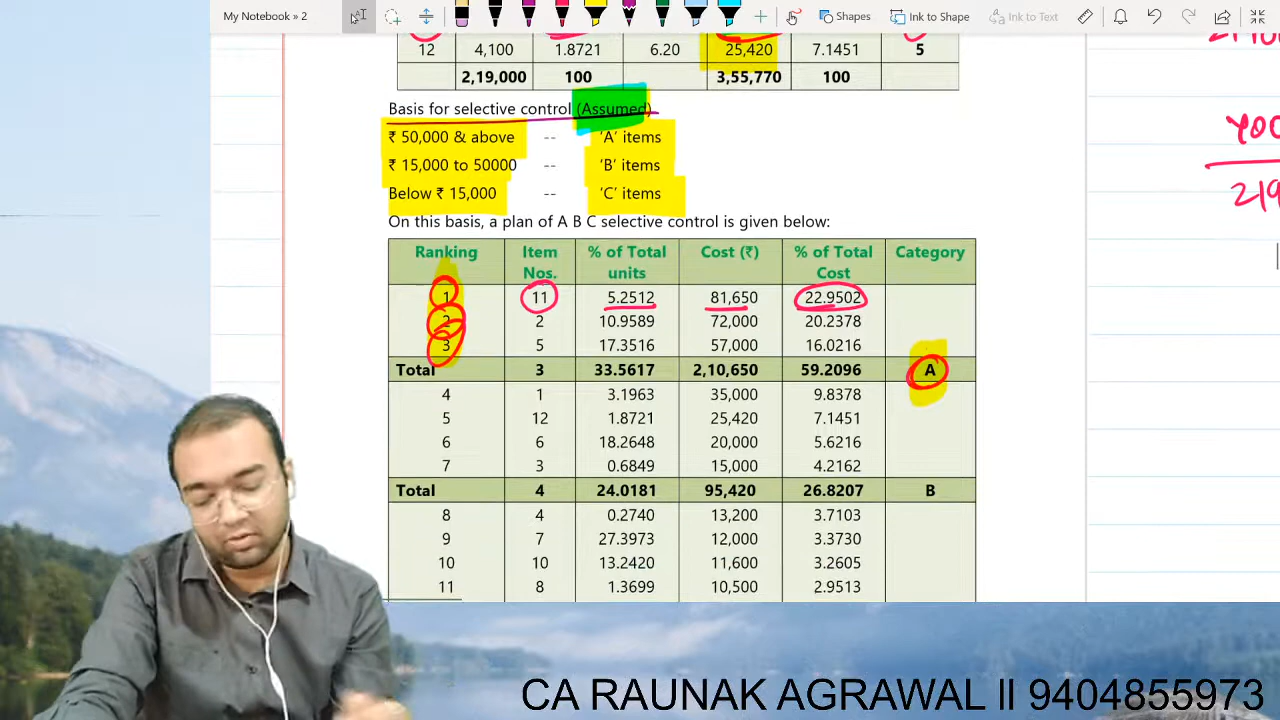 My Notebook » 2
Shapes
Ink to Shape
Ink to Text
12 4,100 1.8721 6.20 25,420 7.1451 5
2,19,000 100 3,55,770 100
Basis for selective control (Assumed)
₹ 50,000 & above -- 'A' items
₹ 15,000 to 50000 -- 'B' items
Below ₹ 15,000 -- 'C' items
On this basis, a plan of A B C selective control is given below:
Ranking Item Nos. % of Total units Cost (₹) % of Total Cost Category
1 11 5.2512 81,650 22.9502
2 2 10.9589 72,000 20.2378
3 5 17.3516 57,000 16.0216
Total 3 33.5617 2,10,650 59.2096 A
4 1 3.1963 35,000 9.8378
5 12 1.8721 25,420 7.1451
6 6 18.2648 20,000 5.6216
7 3 0.6849 15,000 4.2162
Total 4 24.0181 95,420 26.8207 B
8 4 0.2740 13,200 3.7103
9 7 27.3973 12,000 3.3730
10 10 13.2420 11,600 3.2605
11 8 1.3699 10,500 2.9513
CA RAUNAK AGRAWAL II 9404855973